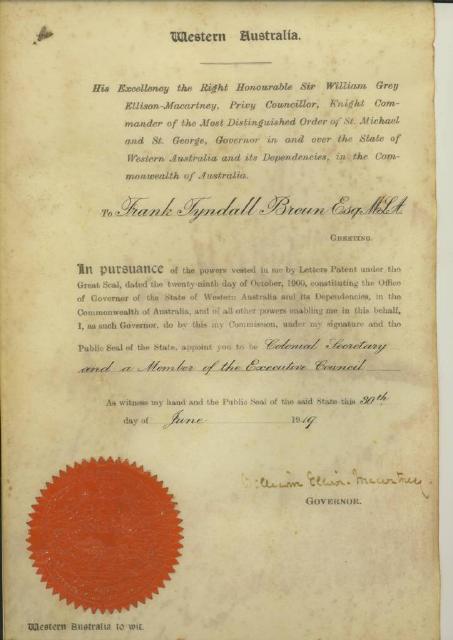 Western Australia.
His Excellency the Right Honourable Sir William Grey
Ellison-Macartney, Privy Councillor, Knight Com-
mander of the Most Distinguished Order of St. Michael
and St. George, Governor in and over the State of
Western Australia and its Dependencies, in the Com-
monwealth of Australia.
To Frank Tyndall Broun Esq. M.L.A.
GREETING.
In pursuance of the powers vested in me by Letters Patent under the
Great Seal, dated the twenty-ninth day of October, 1900, constituting the Office
of Governor of the State of Western Australia and its Dependencies, in the
Commonwealth of Australia, and of all other powers enabling me in this behalf,
I, as such Governor, do by this my Commission, under my signature and the
Public Seal of the State, appoint you to be Colonial Secretary
and a Member of the Executive Council
As witness my hand and the Public Seal of the said State this 30th
day of June 1919
William Ellison-Macartney
GOVERNOR.
Western Australia to wit.